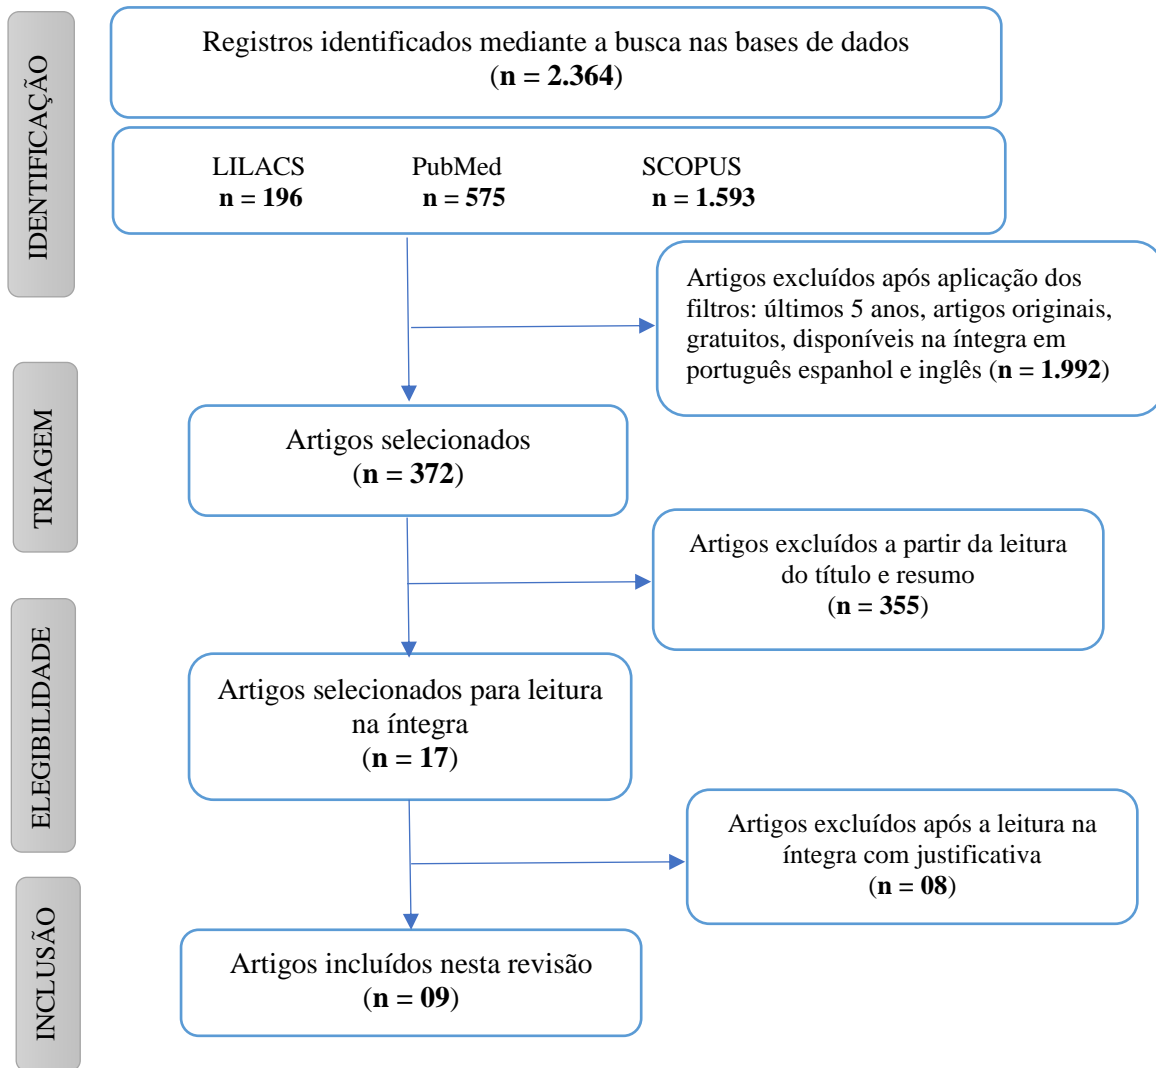 IDENTIFICAÇÃO
Registros identificados mediante a busca nas bases de dados
(n = 2.364)
LILACS PubMed SCOPUS
n = 196 n = 575 n = 1.593
Artigos excluídos após aplicação dos
filtros: últimos 5 anos, artigos originais,
gratuitos, disponíveis na íntegra em
português espanhol e inglês (n = 1.992)
TRIAGEM
Artigos selecionados
(n = 372)
Artigos excluídos a partir da leitura
do título e resumo
(n = 355)
ELEGIBILIDADE
Artigos selecionados para leitura
na íntegra
(n = 17)
Artigos excluídos após a leitura na
íntegra com justificativa
(n = 08)
INCLUSÃO
Artigos incluídos nesta revisão
(n = 09)